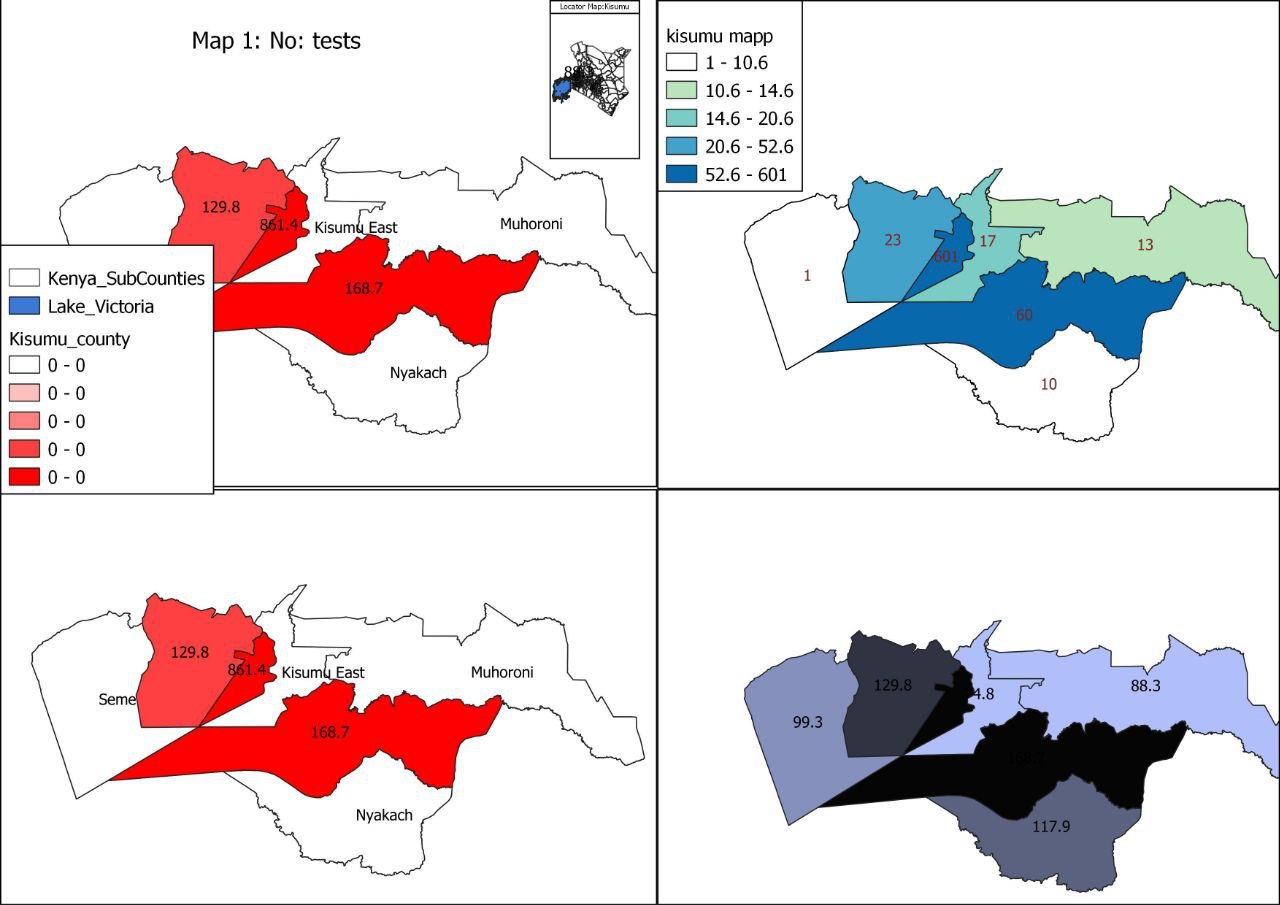 Locator Map:Kisumu
Map 1: No: tests
129.8
861.4
Kisumu East
Muhoroni
168.7
Nyakach
Kenya_SubCounties
Lake_Victoria
Kisumu_county
0 - 0
0 - 0
0 - 0
0 - 0
0 - 0
kisumu mapp
1 - 10.6
10.6 - 14.6
14.6 - 20.6
20.6 - 52.6
52.6 - 601
23
17
13
601
1
60
10
129.8
861.4
Kisumu East
Muhoroni
Seme
168.7
Nyakach
129.8
4.8
88.3
99.3
168.7
117.9